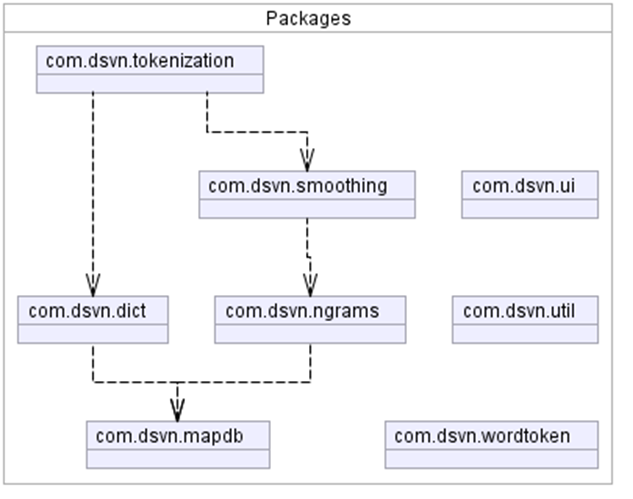 Packages
com.dsvn.tokenization
com.dsvn.smoothing
com.dsvn.ui
com.dsvn.dict
com.dsvn.ngrams
com.dsvn.util
com.dsvn.mapdb
com.dsvn.wordtoken